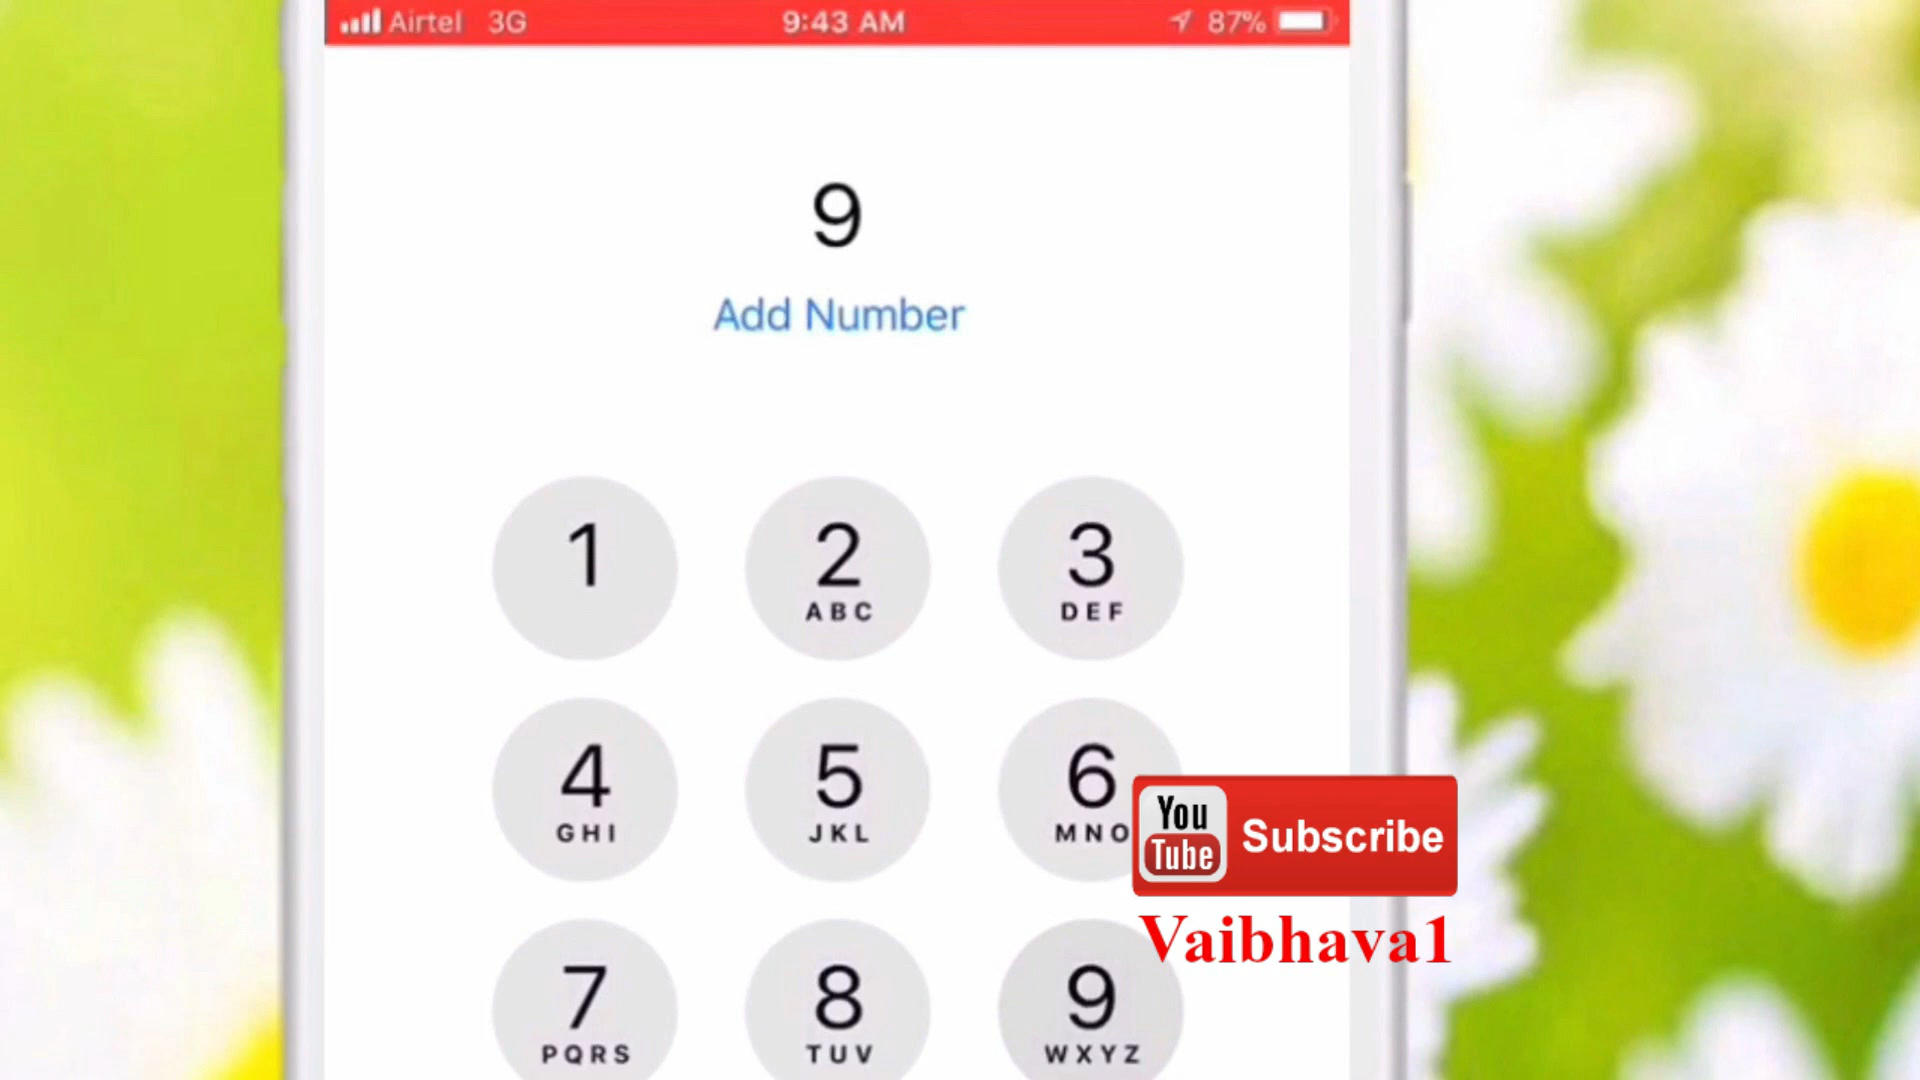 Airtel 3G 9:43 AM 87%
9
Add Number
1 2 3
ABC DEF
4 5 6
GHI JKL MNO
You Tube Subscribe
Vaibhava1
7 8 9
PQRS TUV WXYZ